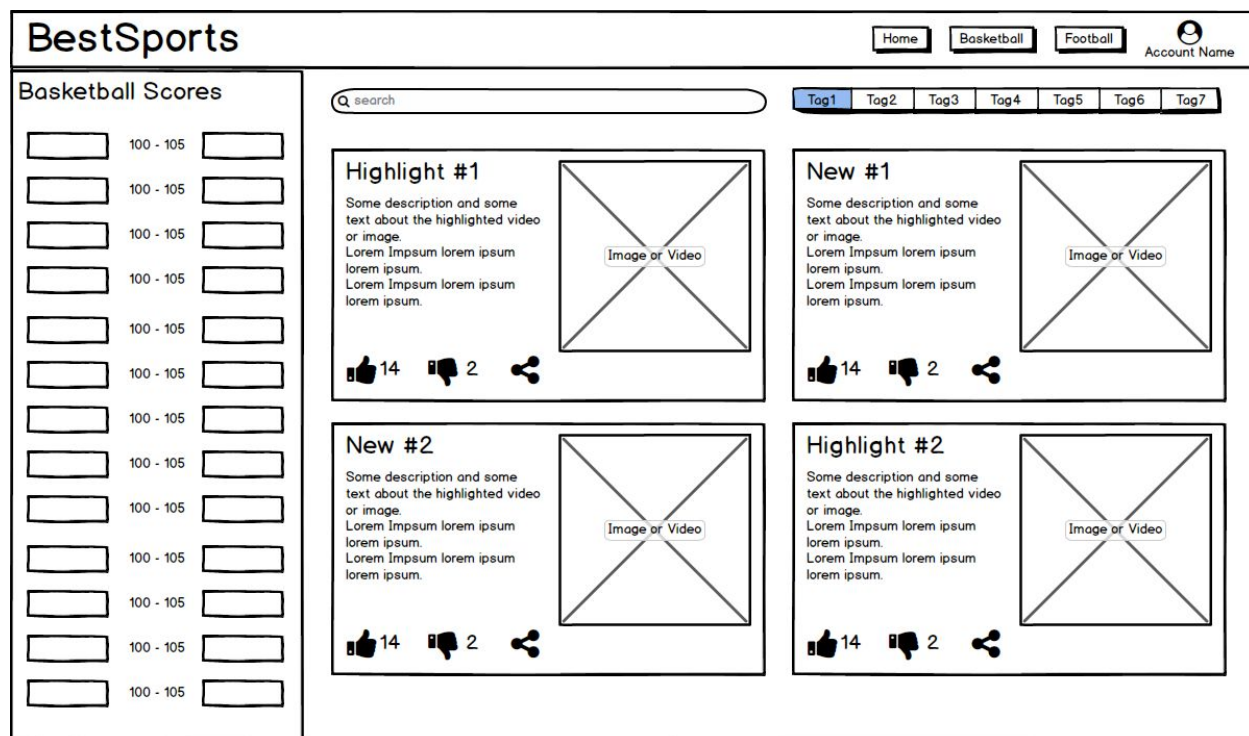 BestSports
Home
Basketball
Football
Account Name
Basketball Scores
100 - 105
100 - 105
100 - 105
100 - 105
100 - 105
100 - 105
100 - 105
100 - 105
100 - 105
100 - 105
100 - 105
100 - 105
100 - 105
search
Tag1 Tag2 Tag3 Tag4 Tag5 Tag6 Tag7
Highlight #1
Some description and some
text about the highlighted video
or image.
Lorem Impsum lorem ipsum
lorem ipsum.
Lorem Impsum lorem ipsum
lorem ipsum.
Image or Video
14 2
New #1
Some description and some
text about the highlighted video
or image.
Lorem Impsum lorem ipsum
lorem ipsum.
Lorem Impsum lorem ipsum
lorem ipsum.
Image or Video
14 2
New #2
Some description and some
text about the highlighted video
or image.
Lorem Impsum lorem ipsum
lorem ipsum.
Lorem Impsum lorem ipsum
lorem ipsum.
Image or Video
14 2
Highlight #2
Some description and some
text about the highlighted video
or image.
Lorem Impsum lorem ipsum
lorem ipsum.
Lorem Impsum lorem ipsum
lorem ipsum.
Image or Video
14 2